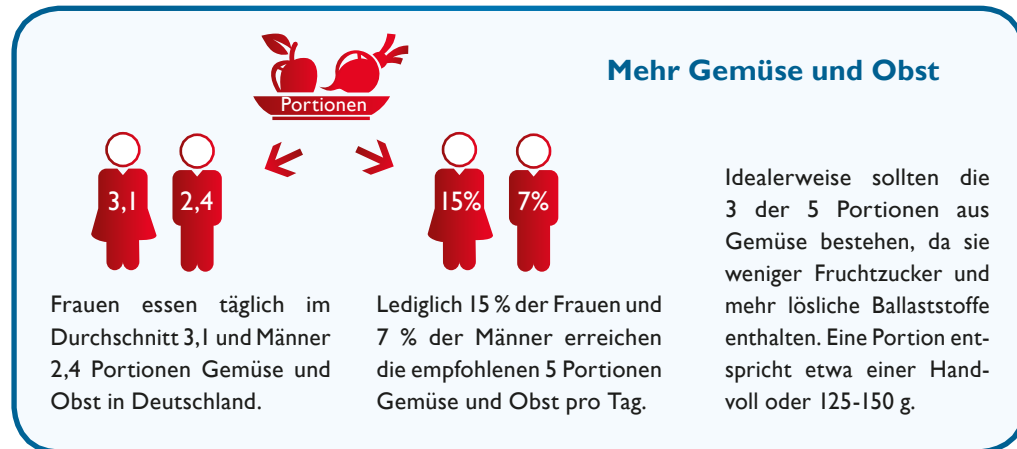 Mehr Gemüse und Obst
Portionen
3,1
2,4
15%
7%
Frauen essen täglich im
Durchschnitt 3,1 und Männer
2,4 Portionen Gemüse und
Obst in Deutschland.
Lediglich 15 % der Frauen und
7 % der Männer erreichen
die empfohlenen 5 Portionen
Gemüse und Obst pro Tag.
Idealerweise sollten die
3 der 5 Portionen aus
Gemüse bestehen, da sie
weniger Fruchtzucker und
mehr lösliche Ballaststoffe
enthalten. Eine Portion ent-
spricht etwa einer Hand-
voll oder 125-150 g.